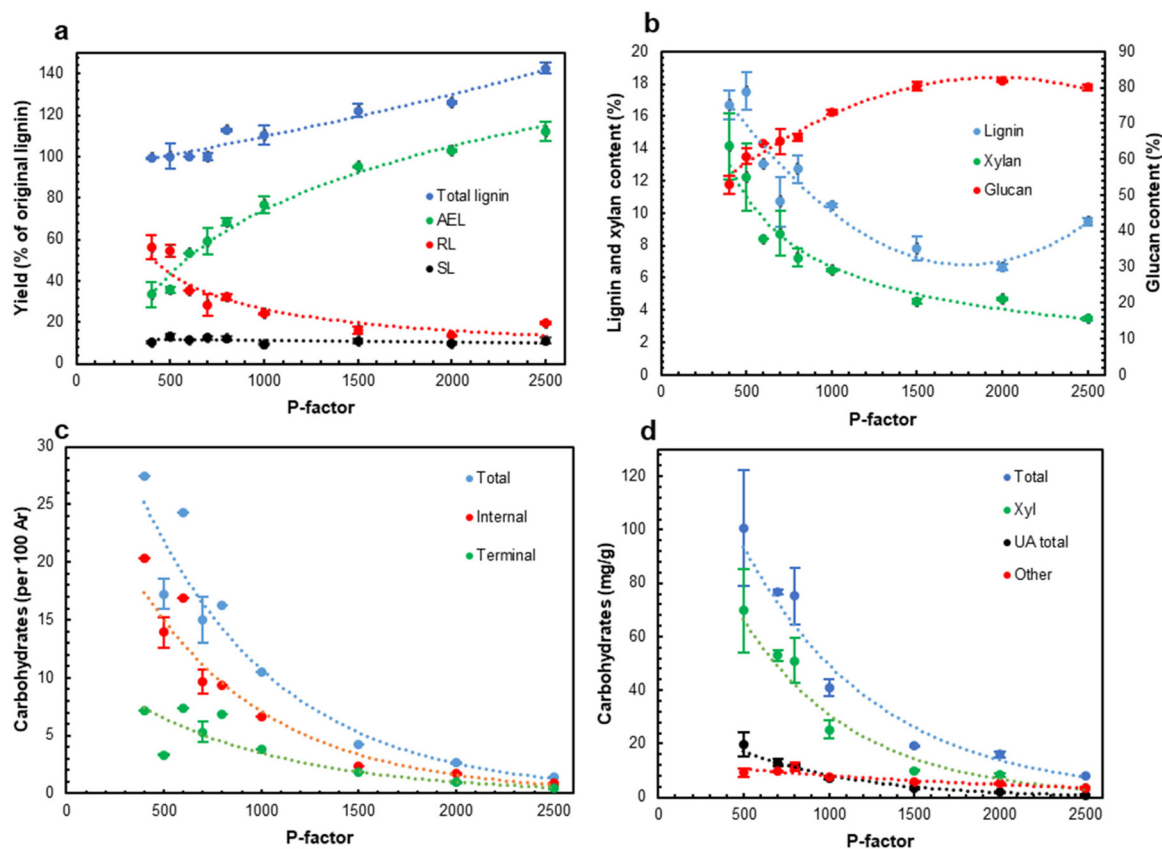 a
Yield (% of original lignin)
140
120
100
80
60
40
20
0
Total lignin
AEL
RL
SL
0
500
1000
1500
2000
2500
P-factor
b
Lignin and xylan content (%)
20
18
16
14
12
10
8
6
4
2
0
Lignin
Xylan
Glucan
90
80
70
60
50
40
30
20
10
0
Glucan content (%)
0
500
1000
1500
2000
2500
P-factor
c
Carbohydrates (per 100 Ar)
30
25
20
15
10
5
0
Total
Internal
Terminal
0
500
1000
1500
2000
2500
P-factor
d
Carbohydrates (mg/g)
120
100
80
60
40
20
0
Total
Xyl
UA total
Other
0
500
1000
1500
2000
2500
P-factor